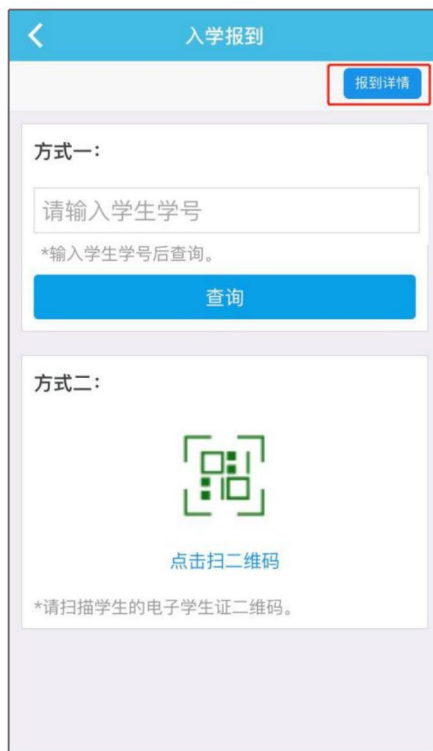 入学报到
报到详情
方式一：
请输入学生学号
*输入学生学号后查询。
查询
方式二：
点击扫二维码
*请扫描学生的电子学生证二维码。